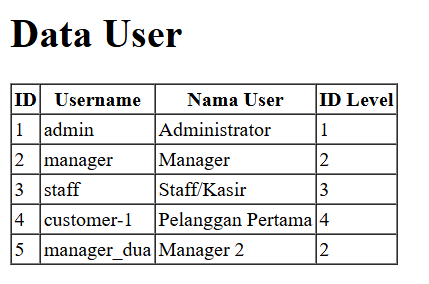 Data User
ID Username Nama User ID Level
1 admin Administrator 1
2 manager Manager 2
3 staff Staff/Kasir 3
4 customer-1 Pelanggan Pertama 4
5 manager_dua Manager 2 2